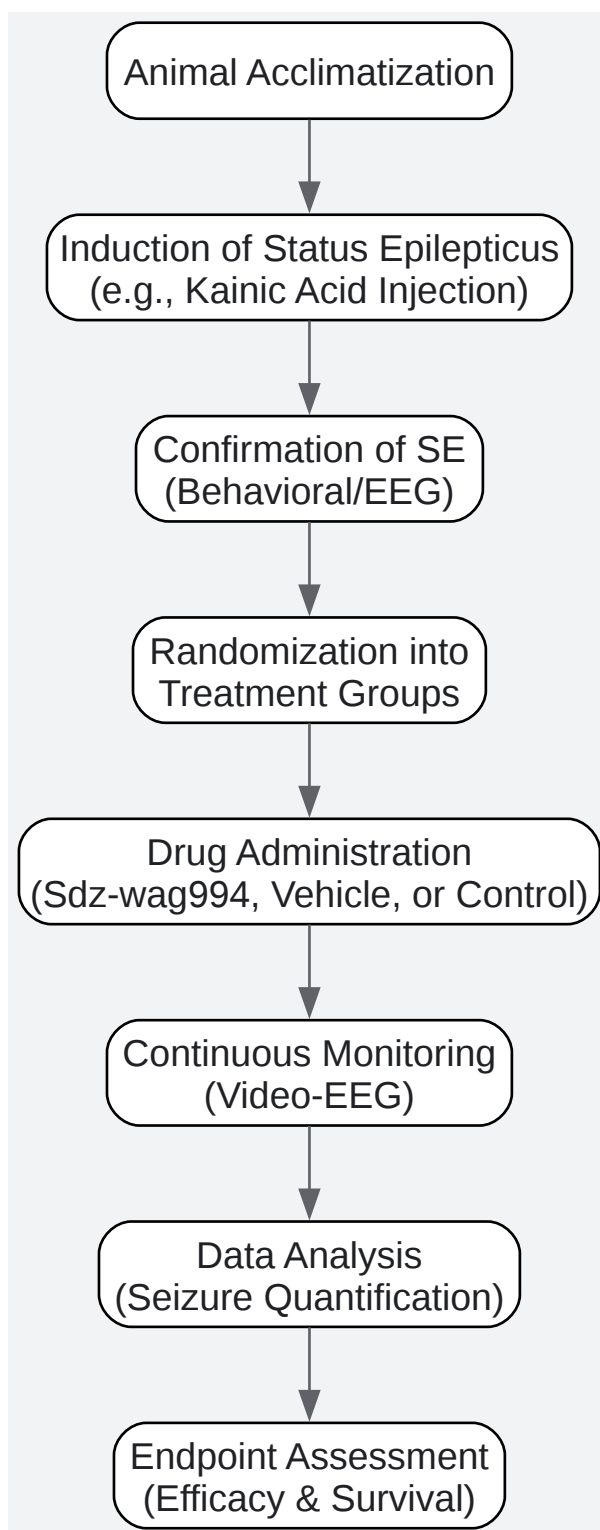 Animal Acclimatization
Induction of Status Epilepticus
(e.g., Kainic Acid Injection)
Confirmation of SE
(Behavioral/EEG)
Randomization into
Treatment Groups
Drug Administration
(Sdz-wag994, Vehicle, or Control)
Continuous Monitoring
(Video-EEG)
Data Analysis
(Seizure Quantification)
Endpoint Assessment
(Efficacy & Survival)